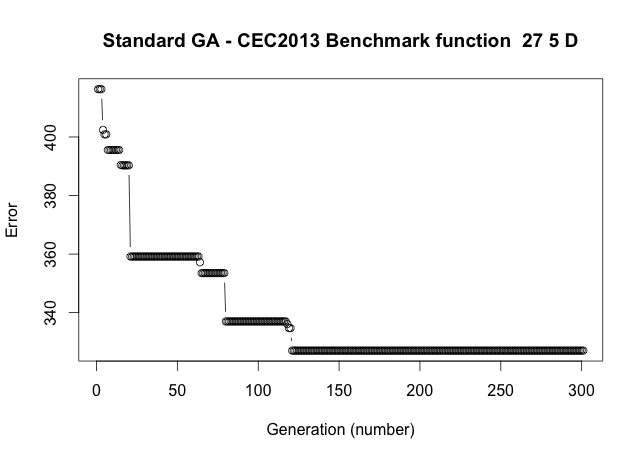 Standard GA - CEC2013 Benchmark function 27 5 D
Error
400
380
360
340
0 50 100 150 200 250 300
Generation (number)